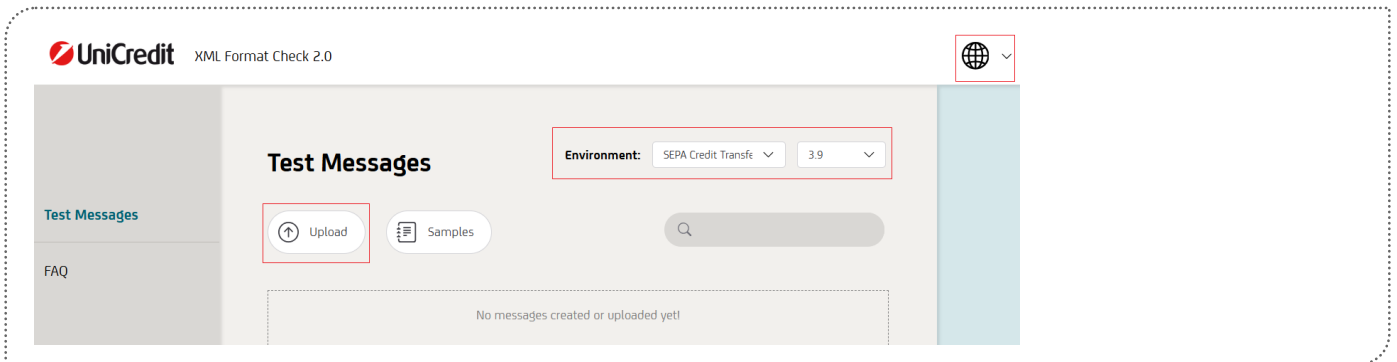 UniCredit XML Format Check 2.0
Test Messages
Environment: SEPA Credit Transfe 3.9
Upload Samples
Test Messages
FAQ
No messages created or uploaded yet!